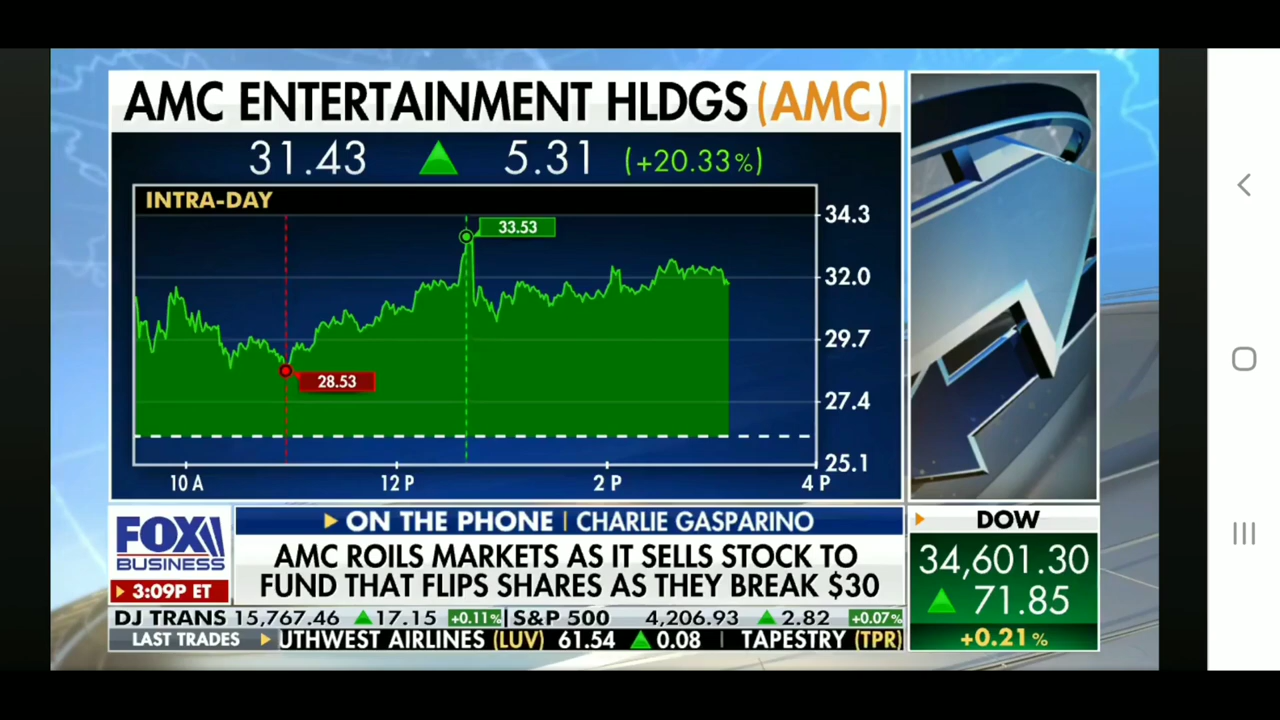 AMC ENTERTAINMENT HLDGS (AMC)
31.43 ▲ 5.31 (+20.33%)
INTRA-DAY
34.3
33.53
32.0
29.7
28.53
27.4
25.1
10 A 12 P 2 P 4 P
FOX
BUSINESS
3:09P ET
ON THE PHONE | CHARLIE GASPARINO
AMC ROILS MARKETS AS IT SELLS STOCK TO
FUND THAT FLIPS SHARES AS THEY BREAK $30
DOW
34,601.30
▲ 71.85
+0.21%
DJ TRANS 15,767.46 ▲ 17.15 +0.11% | S&P 500 4,206.93 ▲ 2.82 +0.07%
LAST TRADES UTHWEST AIRLINES (LUV) 61.54 ▲ 0.08 | TAPESTRY (TPR)